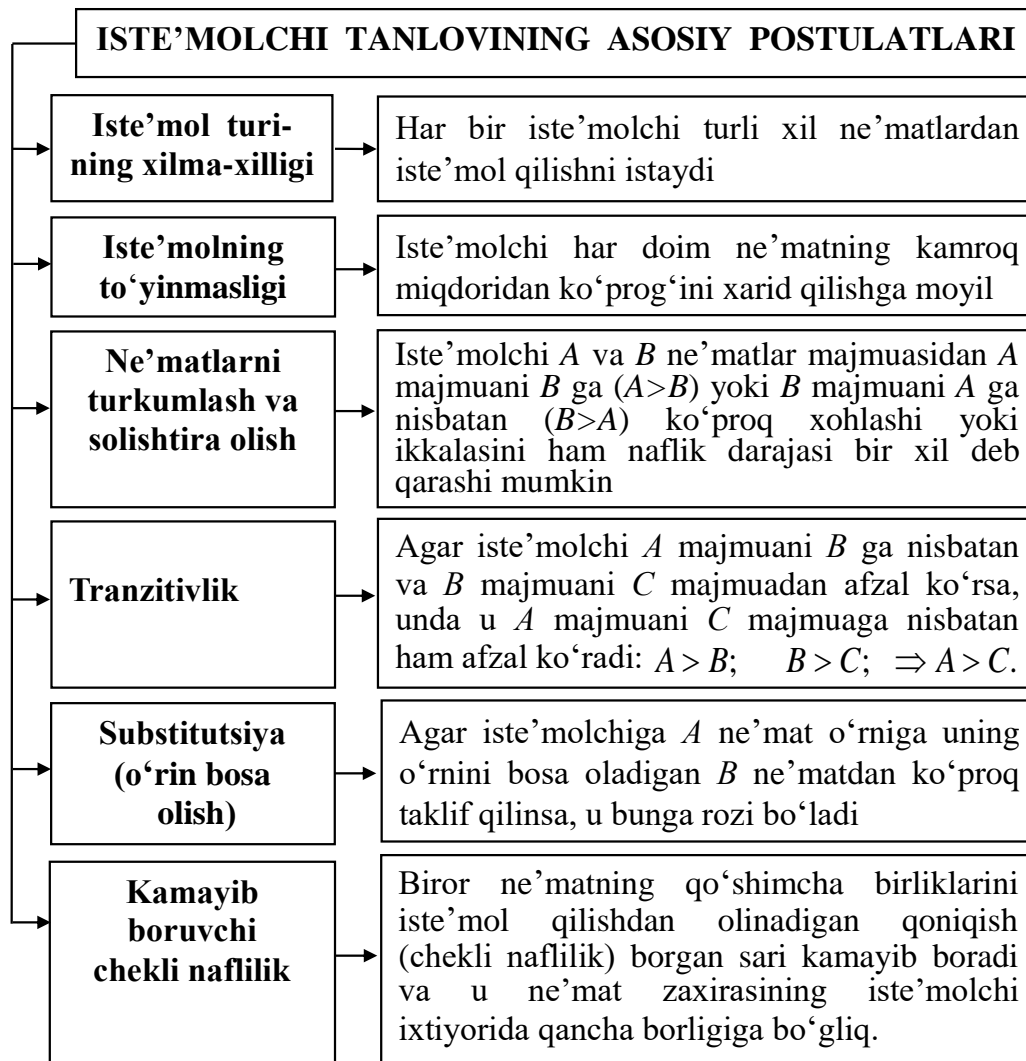 ISTE’MOLCHI TANLOVINING ASOSIY POSTULATLARI
Iste’mol turi-
ning xilma-xilligi
Har bir iste’molchi turli xil ne’matlardan
iste’mol qilishni istaydi
Iste’molning
to‘yinmasligi
Iste’molchi har doim ne’matning kamroq
miqdoridan ko‘prog‘ini xarid qilishga moyil
Ne’matlarni
turkumlash va
solishtira olish
Iste’molchi A va B ne’matlar majmuasidan A
majmuani B ga (A>B) yoki B majmuani A ga
nisbatan (B>A) ko‘proq xohlashi yoki
ikkalasini ham naflik darajasi bir xil deb
qarashi mumkin
Tranzitivlik
Agar iste’molchi A majmuani B ga nisbatan
va B majmuani C majmuadan afzal ko‘rsa,
unda u A majmuani C majmuaga nisbatan
ham afzal ko‘radi: A > B; B > C; ⇒ A > C.
Substitutsiya
(o‘rin bosa
olish)
Agar iste’molchiga A ne’mat o‘rniga uning
o‘rnini bosa oladigan B ne’matdan ko‘proq
taklif qilinsa, u bunga rozi bo‘ladi
Kamayib
boruvchi
chekli naflilik
Biror ne’matning qo‘shimcha birliklarini
iste’mol qilishdan olinadigan qoniqish
(chekli naflilik) borgan sari kamayib boradi
va u ne’mat zaxirasining iste’molchi
ixtiyorida qancha borligiga bo‘gliq.